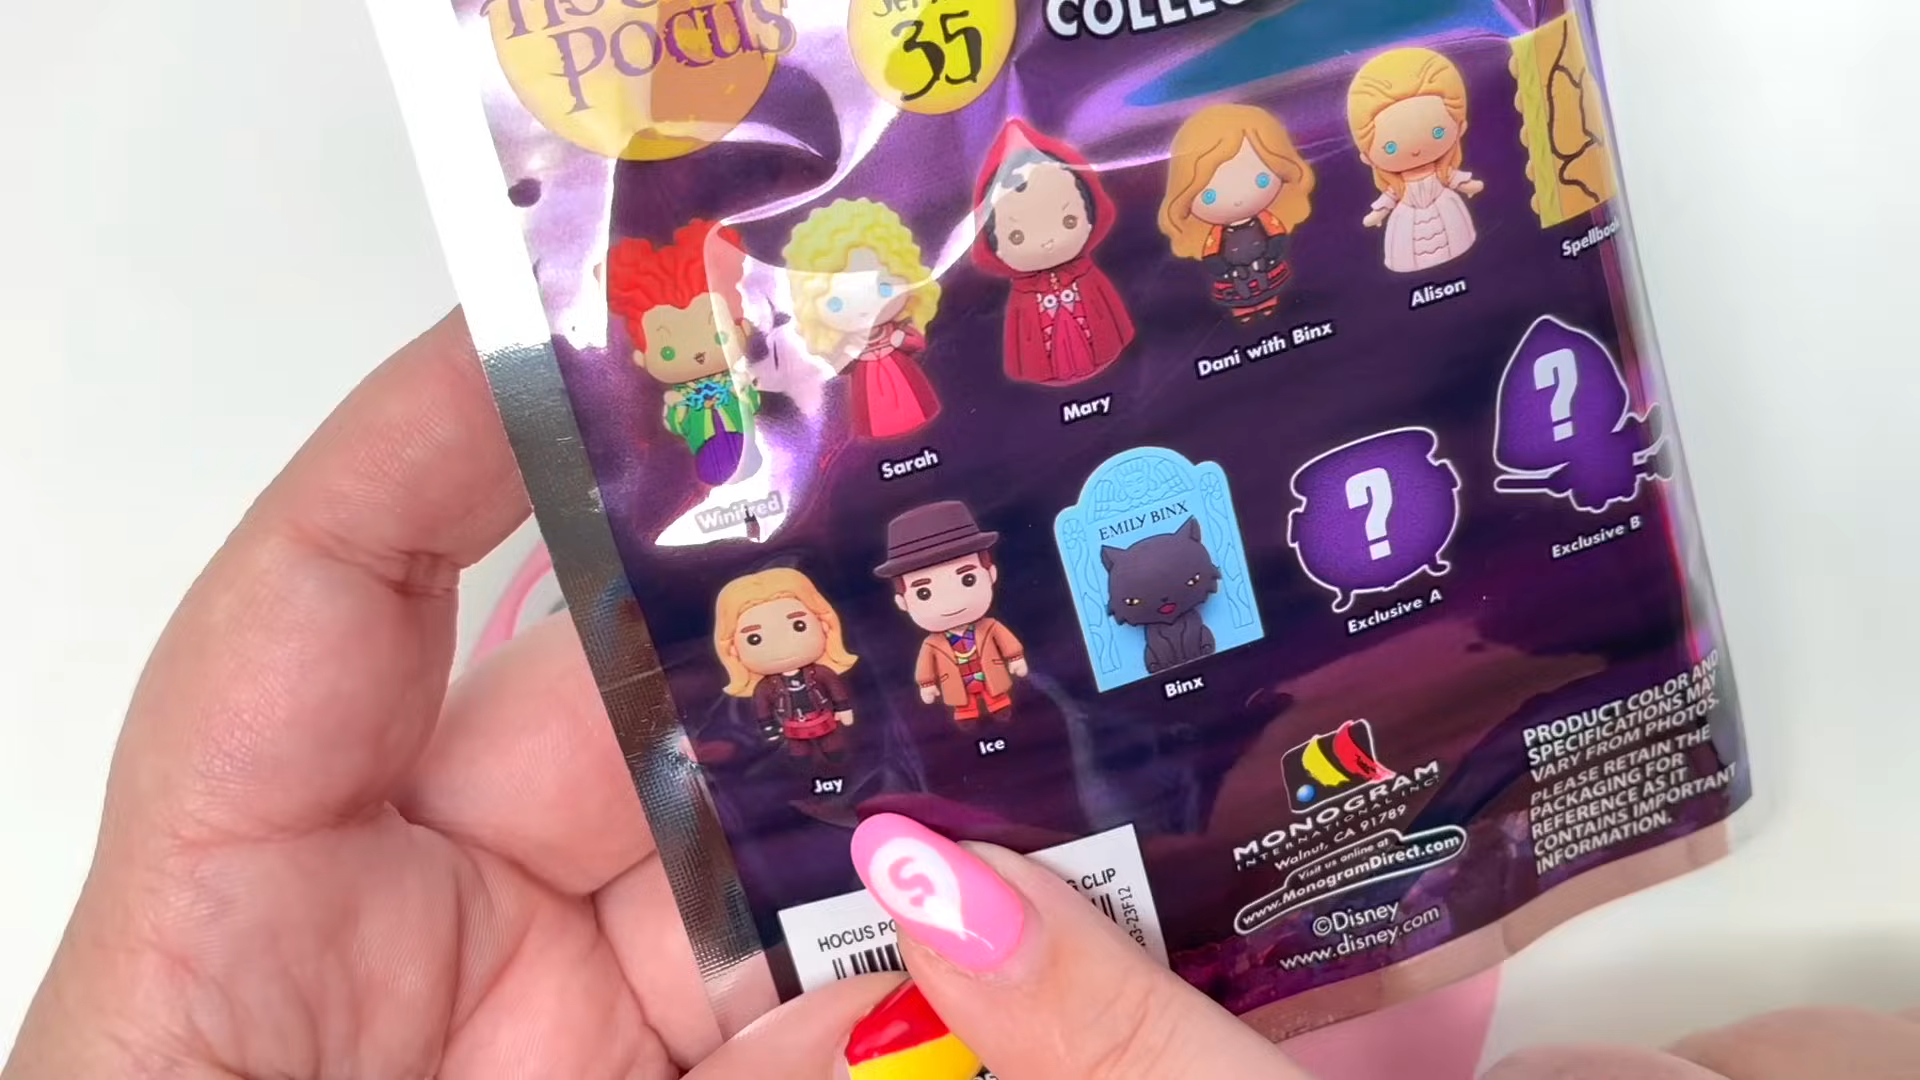 POCUS
35
Spellbook
Alison
Dani with Binx
Mary
Sarah
Winifred
?
Exclusive B
?
Exclusive A
EMILY BINX
Binx
Ice
Jay
MONOGRAM
INTERNATIONAL INC.
Walnut, CA 91789
Visit us online at
www.MonogramDirect.com
©Disney
www.disney.com
PRODUCT COLOR AND
SPECIFICATIONS MAY
VARY FROM PHOTOS.
PLEASE RETAIN THE
PACKAGING FOR
REFERENCE AS IT
CONTAINS IMPORTANT
INFORMATION.
HOCUS
CLIP
S